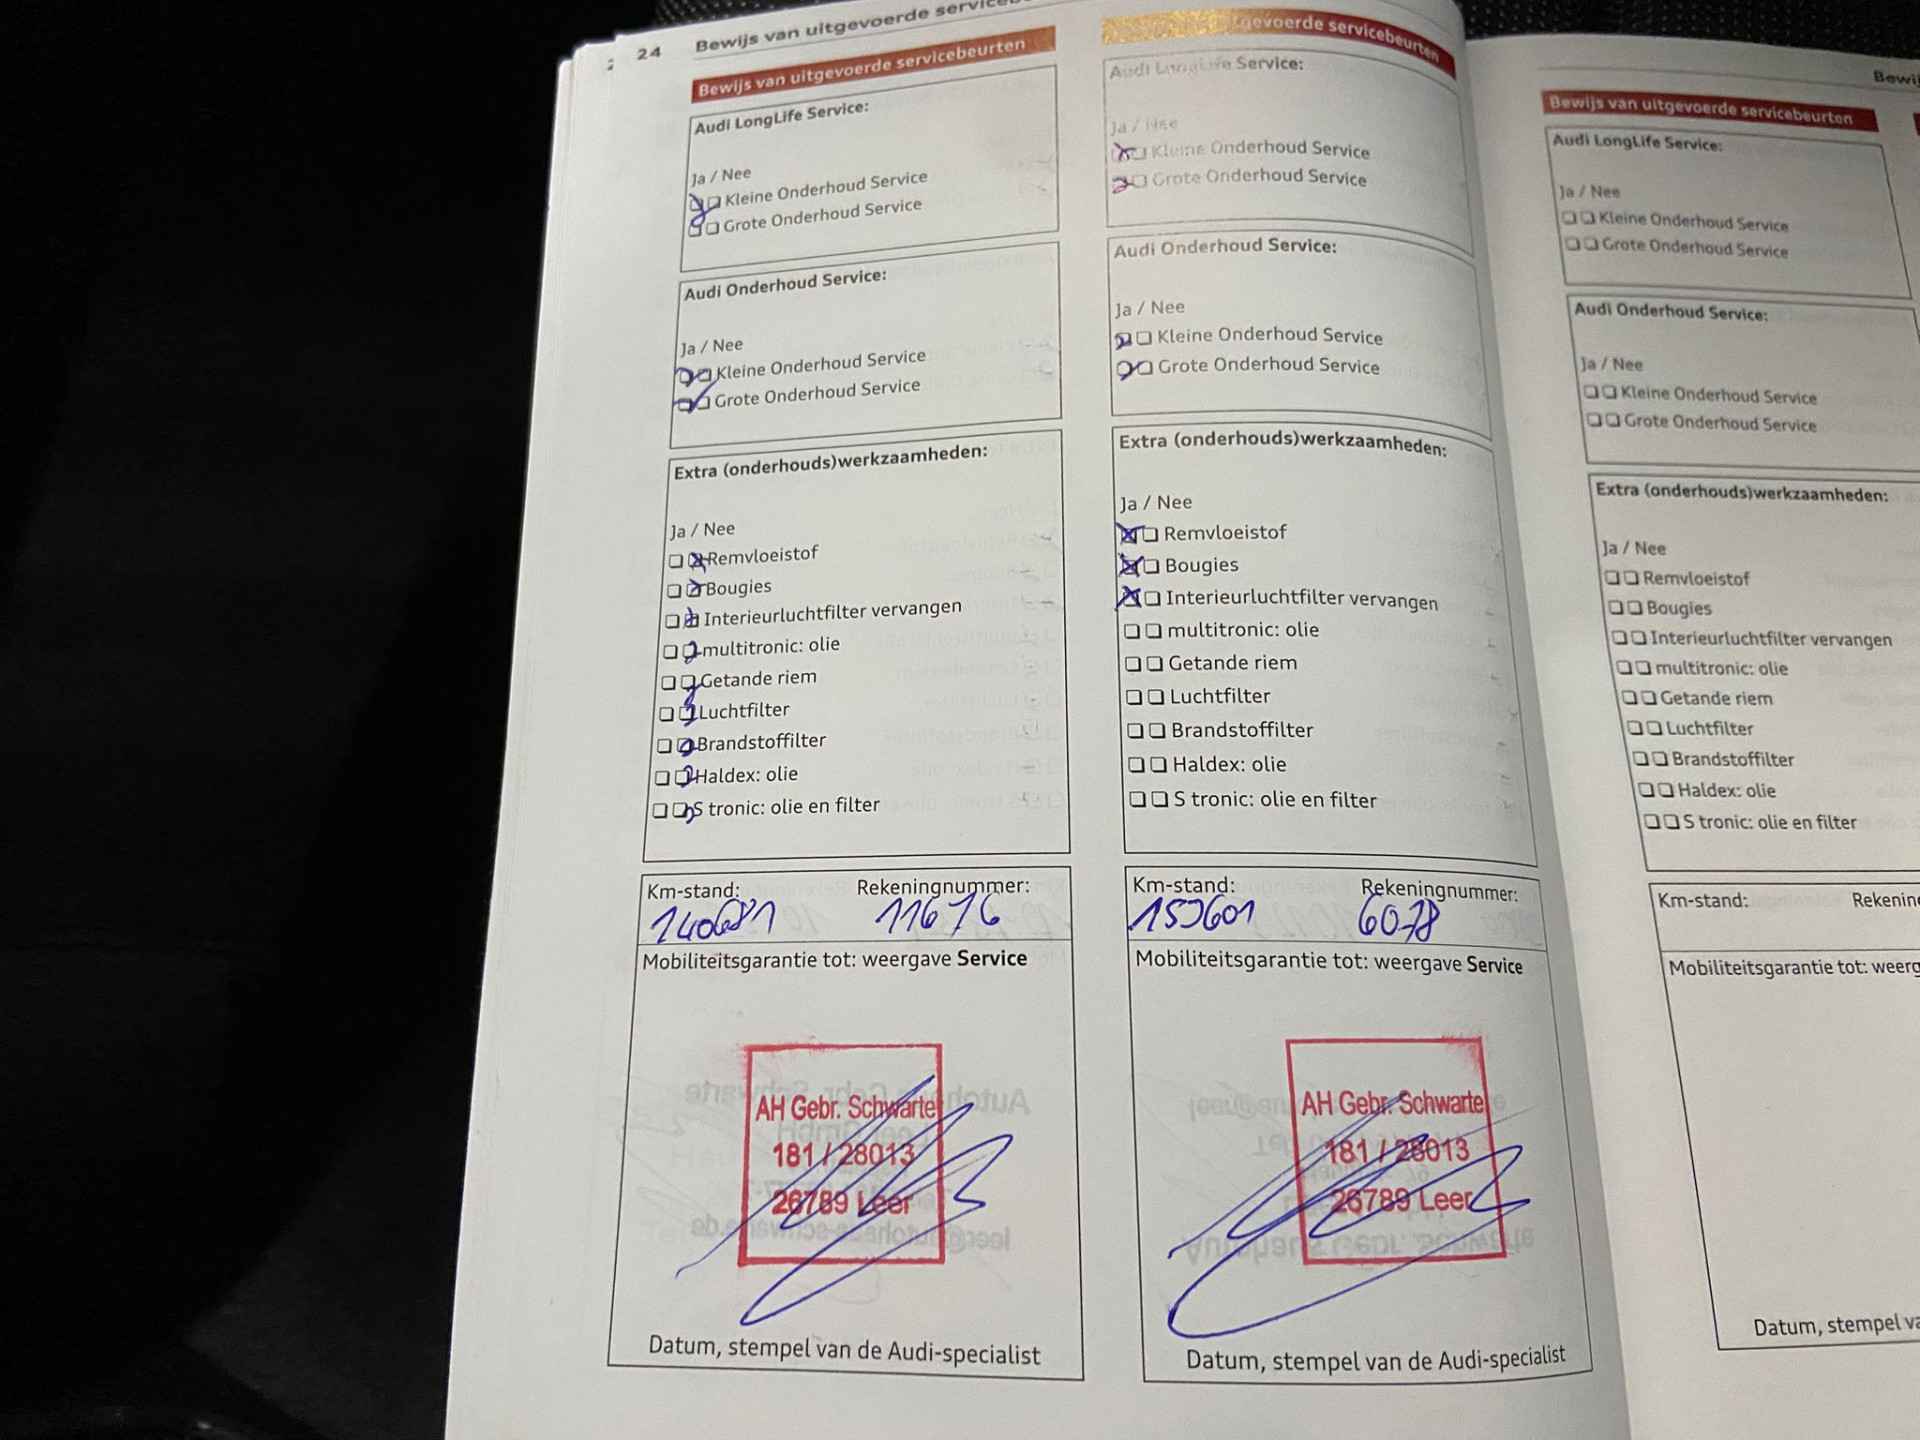 24 Bewijs van uitgevoerde
Bewijs van uitgevoerde servicebeurten
Audi LongLife Service:
Ja / Nee
Kleine Onderhoud Service
Grote Onderhoud Service
Audi Onderhoud Service:
Ja / Nee
Kleine Onderhoud Service
Grote Onderhoud Service
Extra (onderhouds)werkzaamheden:
Ja / Nee
Remvloeistof
Bougies
Interieurluchtfilter vervangen
multitronic: olie
Getande riem
Luchtfilter
Brandstoffilter
Haldex: olie
S tronic: olie en filter
Km-stand: Rekeningnummer:
140681 11676
Mobiliteitsgarantie tot: weergave Service
AH Gebr. Schwarte
181 / 28013
26789 Leer
Datum, stempel van de Audi-specialist
servicebeurten
Audi LongLife Service:
Ja / Nee
Kleine Onderhoud Service
Grote Onderhoud Service
Audi Onderhoud Service:
Ja / Nee
Kleine Onderhoud Service
Grote Onderhoud Service
Extra (onderhouds)werkzaamheden:
Ja / Nee
Remvloeistof
Bougies
Interieurluchtfilter vervangen
multitronic: olie
Getande riem
Luchtfilter
Brandstoffilter
Haldex: olie
S tronic: olie en filter
Km-stand: Rekeningnummer:
6078
Mobiliteitsgarantie tot: weergave Service
AH Gebr. Schwarte
181 / 28013
26789 Leer
Datum, stempel van de Audi-specialist
Bewijs van uitgevoerde servicebeurten
Audi LongLife Service:
Ja / Nee
Kleine Onderhoud Service
Grote Onderhoud Service
Audi Onderhoud Service:
Ja / Nee
Kleine Onderhoud Service
Grote Onderhoud Service
Extra (onderhouds)werkzaamheden:
Ja / Nee
Remvloeistof
Bougies
Interieurluchtfilter vervangen
multitronic: olie
Getande riem
Luchtfilter
Brandstoffilter
Haldex: olie
S tronic: olie en filter
Km-stand:
Mobiliteitsgarantie tot:
Datum, stempel